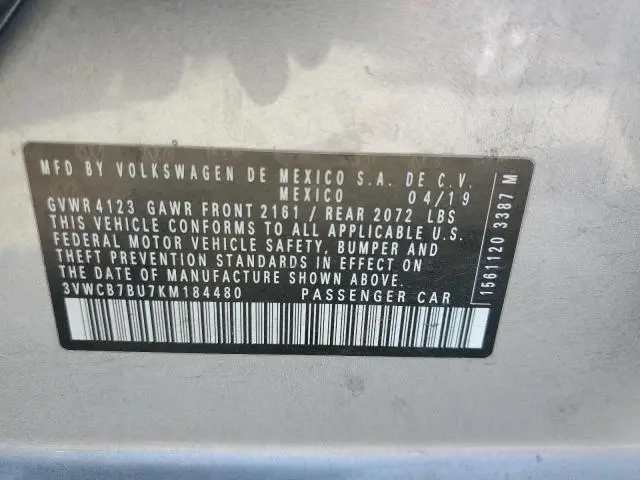 MFD BY VOLKSWAGEN DE MEXICO S.A. DE C.V.
MEXICO 04/19
GVWR 4123 GAWR FRONT 2161 / REAR 2072 LBS
THIS VEHICLE CONFORMS TO ALL APPLICABLE U.S.
FEDERAL MOTOR VEHICLE SAFETY, BUMPER AND
THEFT PREVENTION STANDARDS IN EFFECT ON
THE DATE OF MANUFACTURE SHOWN ABOVE.
3VWCB7BU7KM184480 PASSENGER CAR
1561120 3387 M